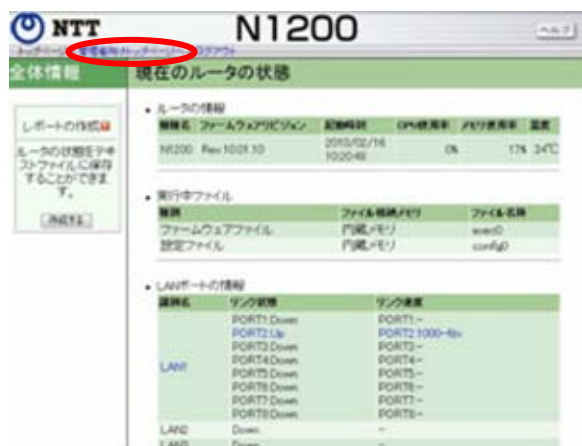 NTT
N1200
ヘルプ
トップページ 管理者向けトップページへ ログアウト
全体情報
現在のルータの状態
レポートの作成
ルータの状態をテキストファイルに保存することができます。
作成する
• ルータの情報
機種名 ファームウェアリビジョン 起動時刻 CPU使用率 メモリ使用率 温度
N1200 Rev.10.01.10 2010/02/16 10:20:48 0% 17% 34℃
• 実行中ファイル
種別 ファイル格納メモリ ファイル名称
ファームウェアファイル 内蔵メモリ exec0
設定ファイル 内蔵メモリ config0
• LANポートの情報
識別名 リンク状態 リンク速度
LAN1
PORT1:Down PORT1:-
PORT2:Up PORT2:1000-fdx
PORT3:Down PORT3:-
PORT4:Down PORT4:-
PORT5:Down PORT5:-
PORT6:Down PORT6:-
PORT7:Down PORT7:-
PORT8:Down PORT8:-
LAN2 Down -
LAN3 Down -